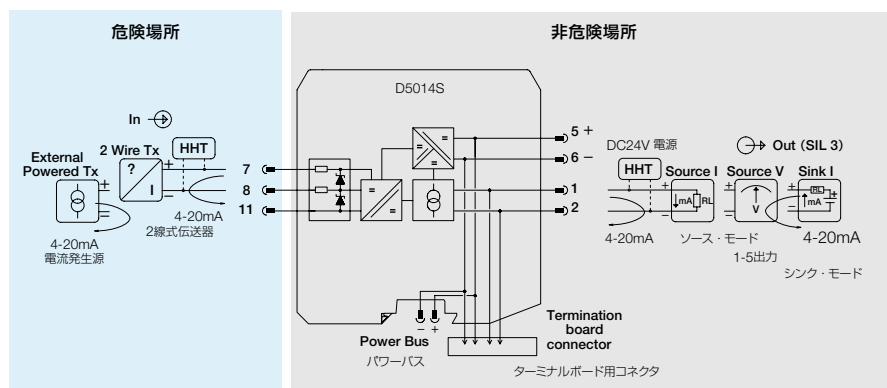 危険場所
非危険場所
D5014S
In
2 Wire Tx
HHT
External
Powered Tx
?
I
+
−
7
8
11
+
−
4-20mA
2線式伝送器
4-20mA
電流発生源
5 +
6 −
1
2
DC24V 電源
Out (SIL 3)
HHT
Source I
Source V
Sink I
+
−
mA
RL
+
−
V
+
−
RL
mA
+
−
4-20mA
ソース・モード
4-20mA
1-5出力
シンク・モード
− +
Power Bus
パワーバス
Termination
board
connector
ターミナルボード用コネクタ